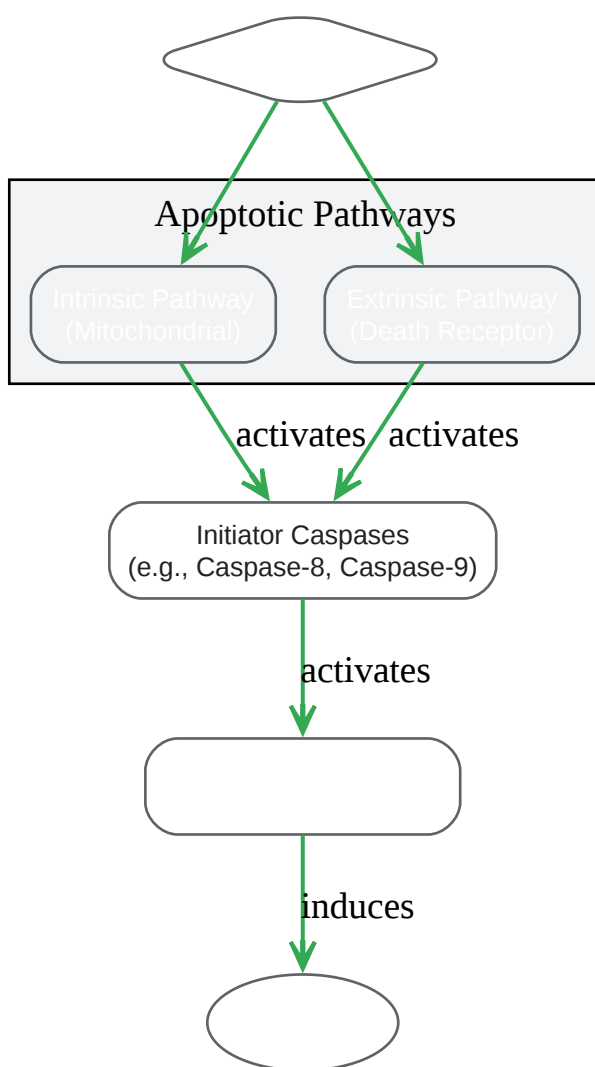 Apoptotic Pathways
Intrinsic Pathway
(Mitochondrial)
Extrinsic Pathway
(Death Receptor)
activates
activates
Initiator Caspases
(e.g., Caspase-8, Caspase-9)
activates
induces